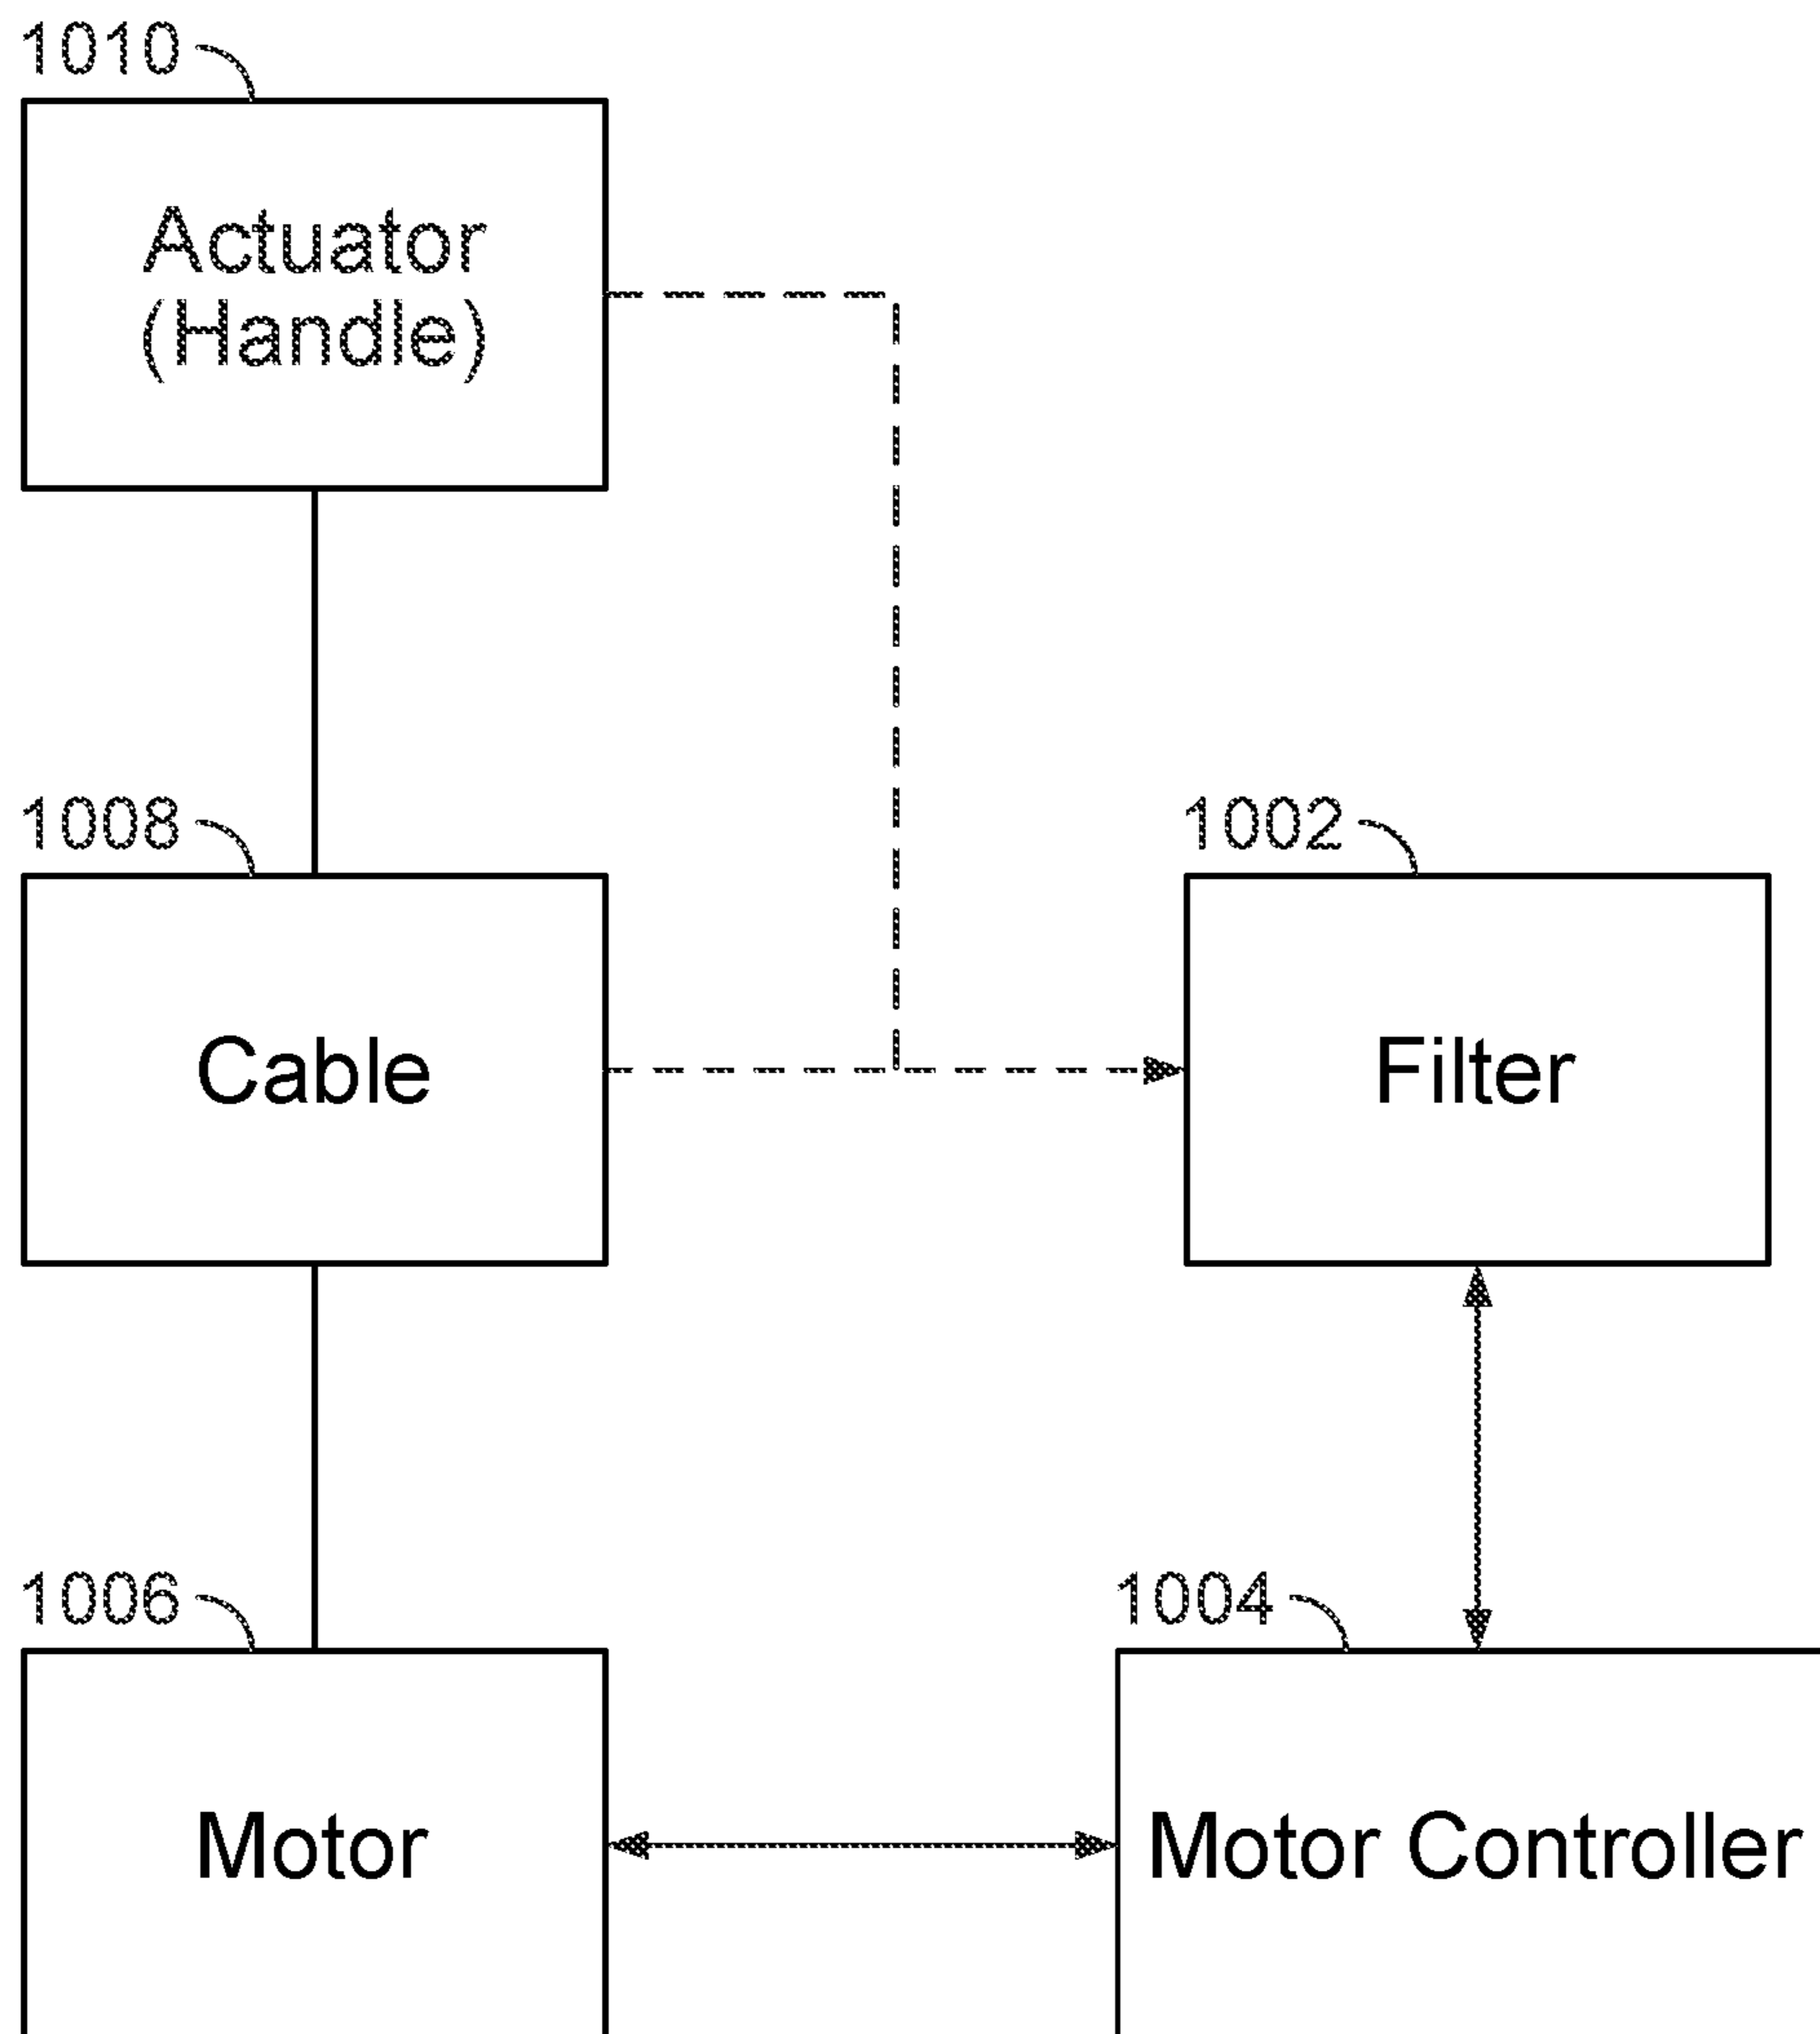 1010
Actuator
(Handle)
1008
Cable
1002
Filter
1006
Motor
1004
Motor Controller